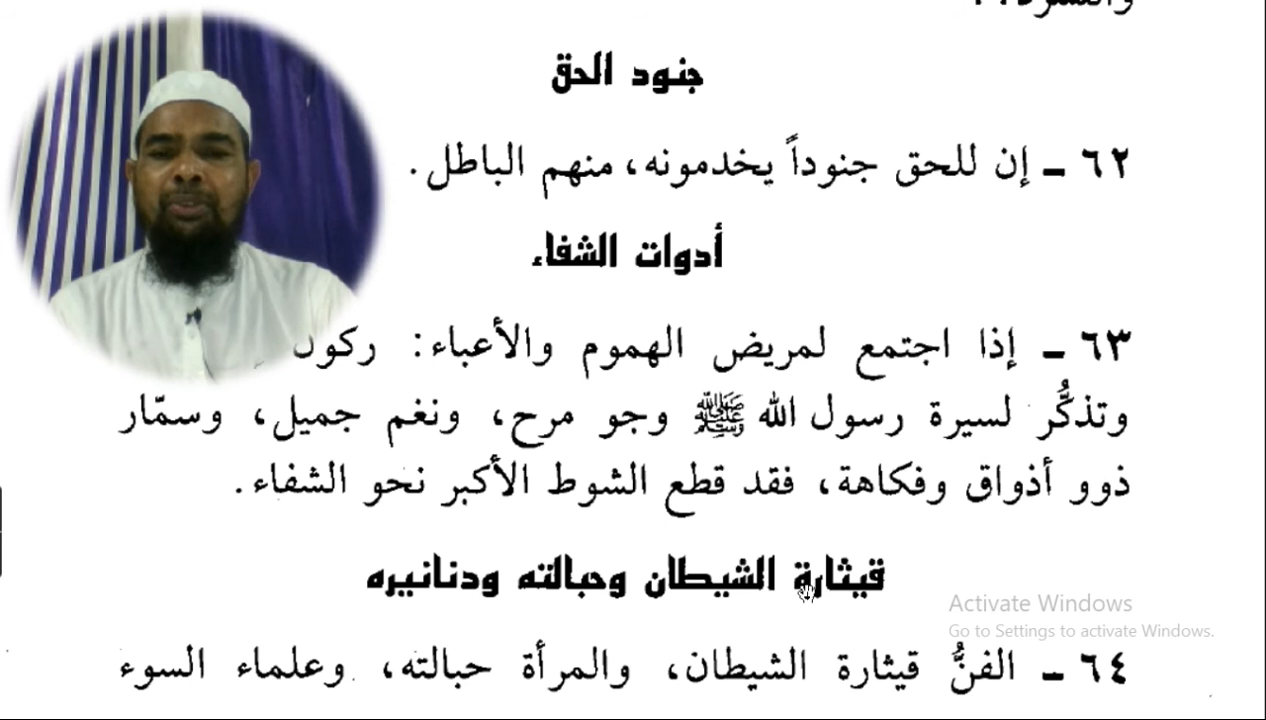 جنود الحق
٦٢ ـ إن للحق جنوداً يخدمونه، منهم الباطل.
أدوات الشفاء
٦٣ ـ إذا اجتمع لمريض الهموم والأعباء: ركون
وتذكُّر لسيرة رسول الله ﷺ وجو مرح، ونغم جميل، وسمّار
ذوو أذواق وفكاهة، فقد قطع الشوط الأكبر نحو الشفاء.
قيثارة الشيطان وحبالته ودنانيره
Activate Windows
Go to Settings to activate Windows.
٦٤ ـ الفنُّ قيثارة الشيطان، والمرأة حبالته، وعلماء السوء